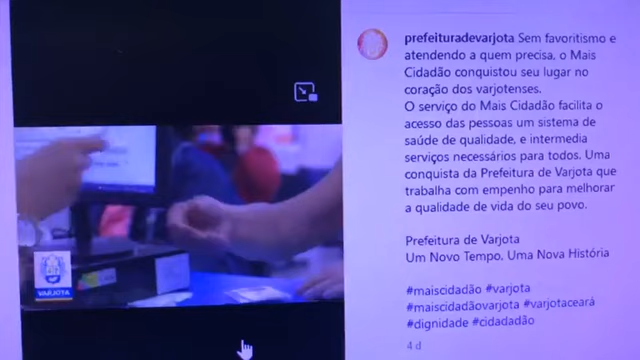 prefeituradevarjota Sem favoritismo e
atendendo a quem precisa, o Mais
Cidadão conquistou seu lugar no
coração dos varjotenses.
O serviço do Mais Cidadão facilita o
acesso das pessoas um sistema de
saúde de qualidade, e intermedia
serviços necessários para todos. Uma
conquista da Prefeitura de Varjota que
trabalha com empenho para melhorar
a qualidade de vida do seu povo.
Prefeitura de Varjota
Um Novo Tempo. Uma Nova História
#maiscidadão #varjota
#maiscidadãovarjota #varjotaceará
#dignidade #cidadadão
4 d
VARJOTA